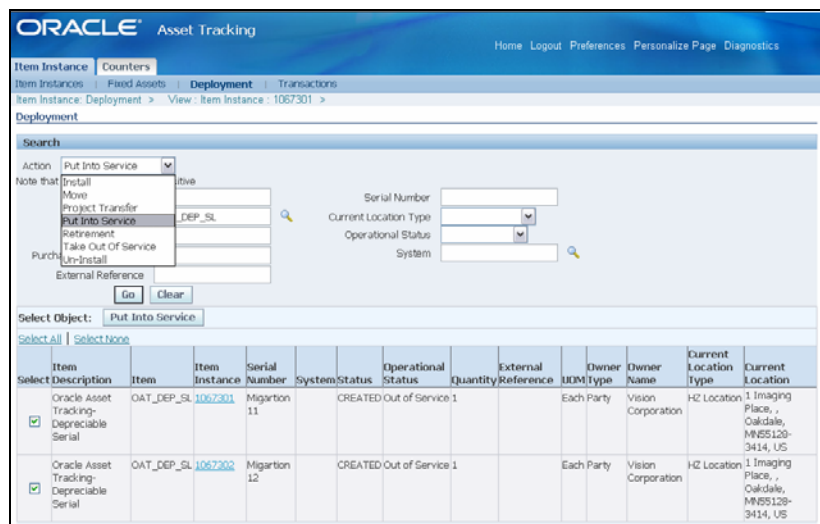 ORACLE® Asset Tracking
Home Logout Preferences Personalize Page Diagnostics
Item Instance Counters
Item Instances | Fixed Assets | Deployment | Transactions
Item Instance: Deployment > View : Item Instance : 1067301 >
Deployment
Search
Action Put Into Service
Note that itive
Install
Move
Project Transfer
Put Into Service
Retirement
Take Out Of Service
Un-Install
Serial Number
_DEP_SL Current Location Type
Operational Status
Purch System
External Reference
Go Clear
Select Object: Put Into Service
Select All | Select None
Select Item Description Item Item Instance Serial Number System Status Operational Status Quantity External Reference UOM Owner Type Owner Name Current Location Type Current Location
Oracle Asset Tracking- Depreciable Serial OAT_DEP_SL 1067301 Migartion 11 CREATED Out of Service 1 Each Party Vision Corporation HZ Location 1 Imaging Place, , Oakdale, MN55128-3414, US
Oracle Asset Tracking- Depreciable Serial OAT_DEP_SL 1067302 Migartion 12 CREATED Out of Service 1 Each Party Vision Corporation HZ Location 1 Imaging Place, , Oakdale, MN55128-3414, US